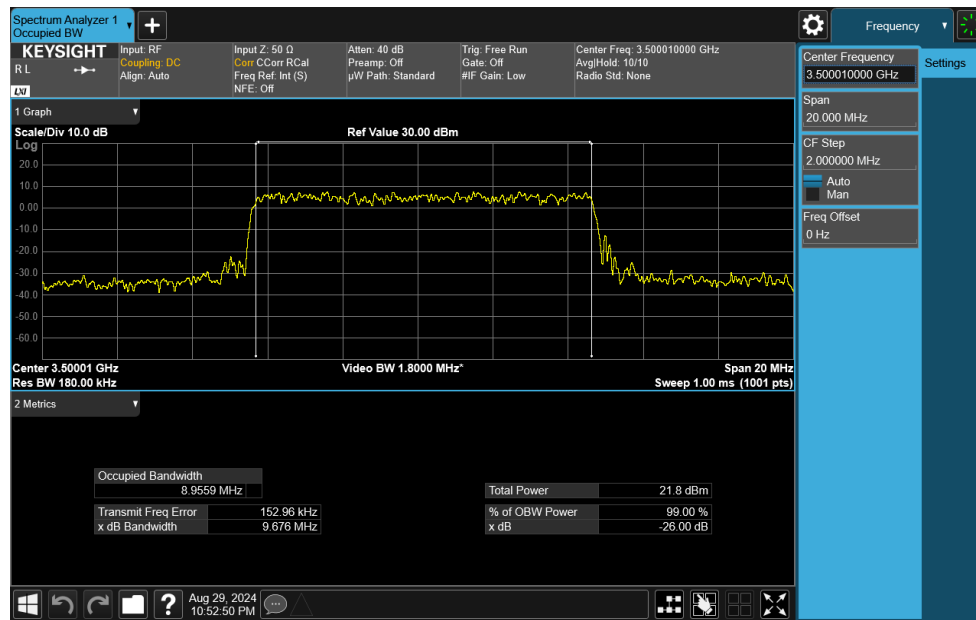 Spectrum Analyzer 1
Occupied BW
Frequency
KEYSIGHT
R L
LXI
Input: RF
Coupling: DC
Align: Auto
Input Z: 50 Ω
Corr CCorr RCal
Freq Ref: Int (S)
NFE: Off
Atten: 40 dB
Preamp: Off
µW Path: Standard
Trig: Free Run
Gate: Off
#IF Gain: Low
Center Freq: 3.500010000 GHz
Avg|Hold: 10/10
Radio Std: None
Center Frequency
3.500010000 GHz
Settings
Span
20.000 MHz
CF Step
2.000000 MHz
Auto
Man
Freq Offset
0 Hz
1 Graph
Scale/Div 10.0 dB
Ref Value 30.00 dBm
Log
20.0
10.0
0.00
-10.0
-20.0
-30.0
-40.0
-50.0
-60.0
Center 3.50001 GHz
Video BW 1.8000 MHz*
Span 20 MHz
Res BW 180.00 kHz
Sweep 1.00 ms (1001 pts)
2 Metrics
Occupied Bandwidth
8.9559 MHz
Total Power 21.8 dBm
Transmit Freq Error 152.96 kHz
% of OBW Power 99.00 %
x dB Bandwidth 9.676 MHz
x dB -26.00 dB
?
Aug 29, 2024
10:52:50 PM